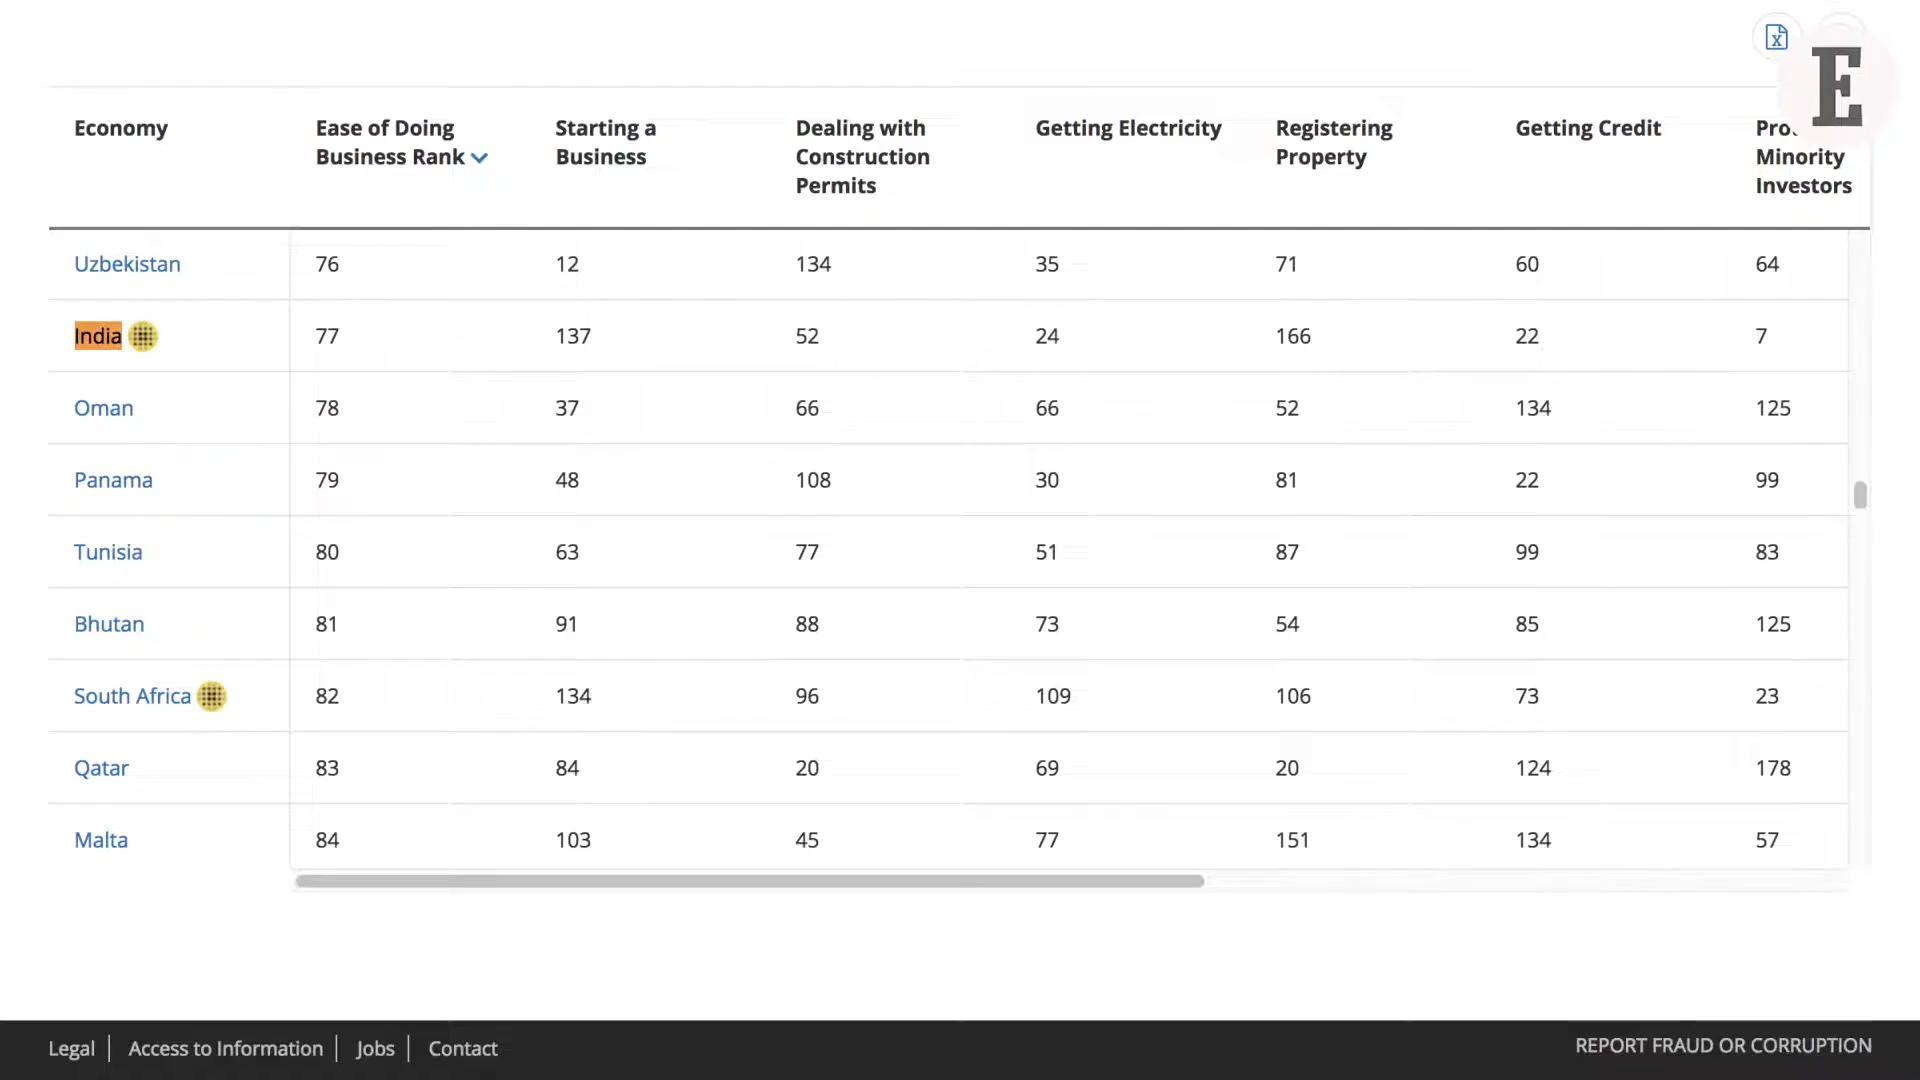 Economy
Ease of Doing Business Rank
Starting a Business
Dealing with Construction Permits
Getting Electricity
Registering Property
Getting Credit
Minority Investors
Uzbekistan 76 12 134 35 71 60 64
India 77 137 52 24 166 22 7
Oman 78 37 66 66 52 134 125
Panama 79 48 108 30 81 22 99
Tunisia 80 63 77 51 87 99 83
Bhutan 81 91 88 73 54 85 125
South Africa 82 134 96 109 106 73 23
Qatar 83 84 20 69 20 124 178
Malta 84 103 45 77 151 134 57
E
Legal | Access to Information | Jobs | Contact
REPORT FRAUD OR CORRUPTION